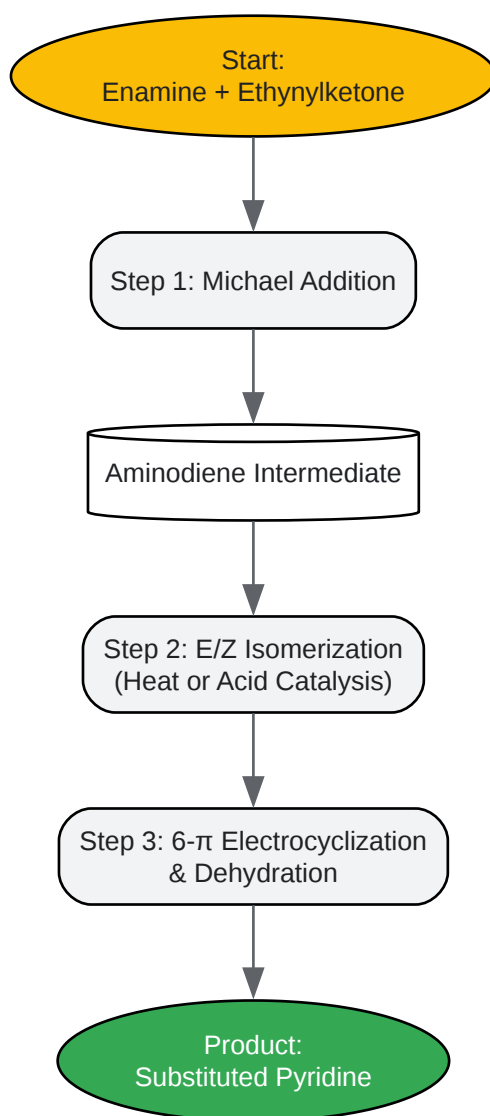 Start:
Enamine + Ethynylketone
Step 1: Michael Addition
Aminodiene Intermediate
Step 2: E/Z Isomerization
(Heat or Acid Catalysis)
Step 3: 6-π Electrocyclization
& Dehydration
Product:
Substituted Pyridine